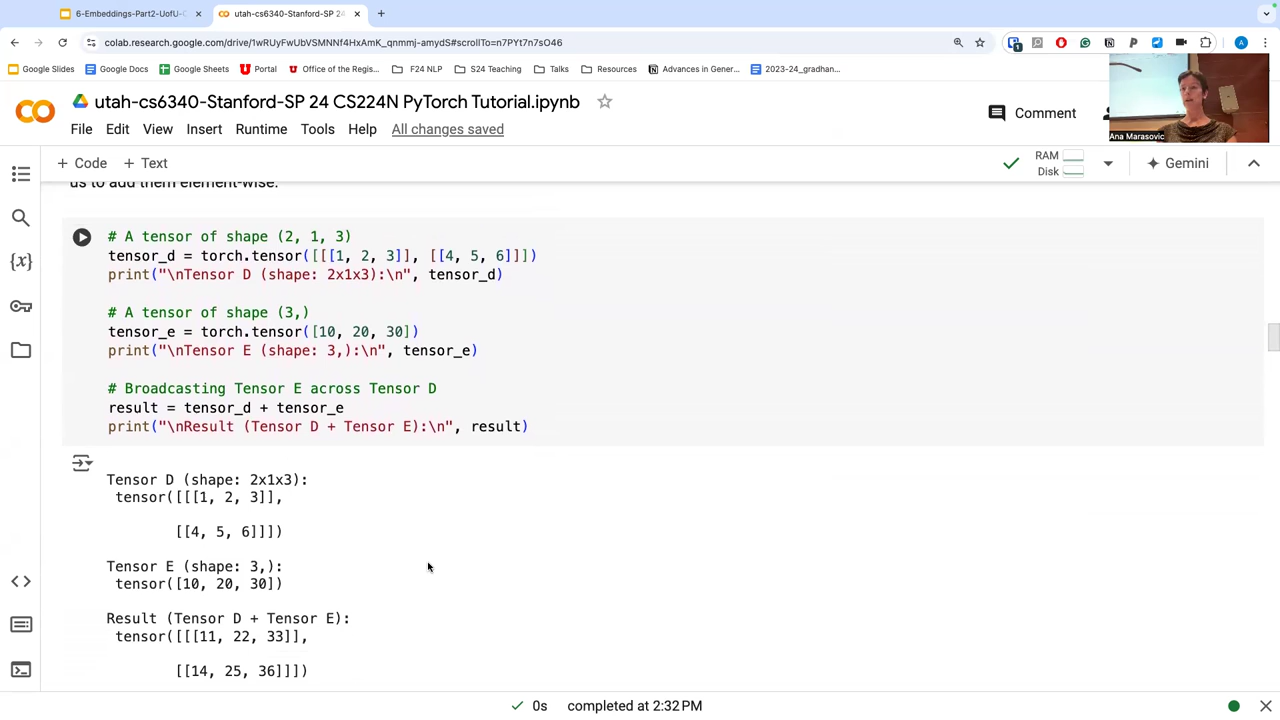 6-Embeddings-Part2-UofU-
utah-cs6340-Stanford-SP 24
colab.research.google.com/drive/1wRUyFwUbVSMNNf4HxAmK_qnmmj-amydS#scrollTo=n7PYt7n7sO46
Google Slides
Google Docs
Google Sheets
Portal
Office of the Regis...
F24 NLP
S24 Teaching
Talks
Resources
Advances in Gener...
2023-24_gradhan...
utah-cs6340-Stanford-SP 24 CS224N PyTorch Tutorial.ipynb
File Edit View Insert Runtime Tools Help All changes saved
Comment
Ana Marasovic
+ Code + Text
RAM
Disk
Gemini
us to add them element-wise.
# A tensor of shape (2, 1, 3)
tensor_d = torch.tensor([[[1, 2, 3]], [[4, 5, 6]]])
print("\nTensor D (shape: 2x1x3):\n", tensor_d)
# A tensor of shape (3,)
tensor_e = torch.tensor([10, 20, 30])
print("\nTensor E (shape: 3,):\n", tensor_e)
# Broadcasting Tensor E across Tensor D
result = tensor_d + tensor_e
print("\nResult (Tensor D + Tensor E):\n", result)
Tensor D (shape: 2x1x3):
tensor([[[1, 2, 3]],
[[4, 5, 6]]])
Tensor E (shape: 3,):
tensor([10, 20, 30])
Result (Tensor D + Tensor E):
tensor([[[11, 22, 33]],
[[14, 25, 36]]])
0s completed at 2:32 PM